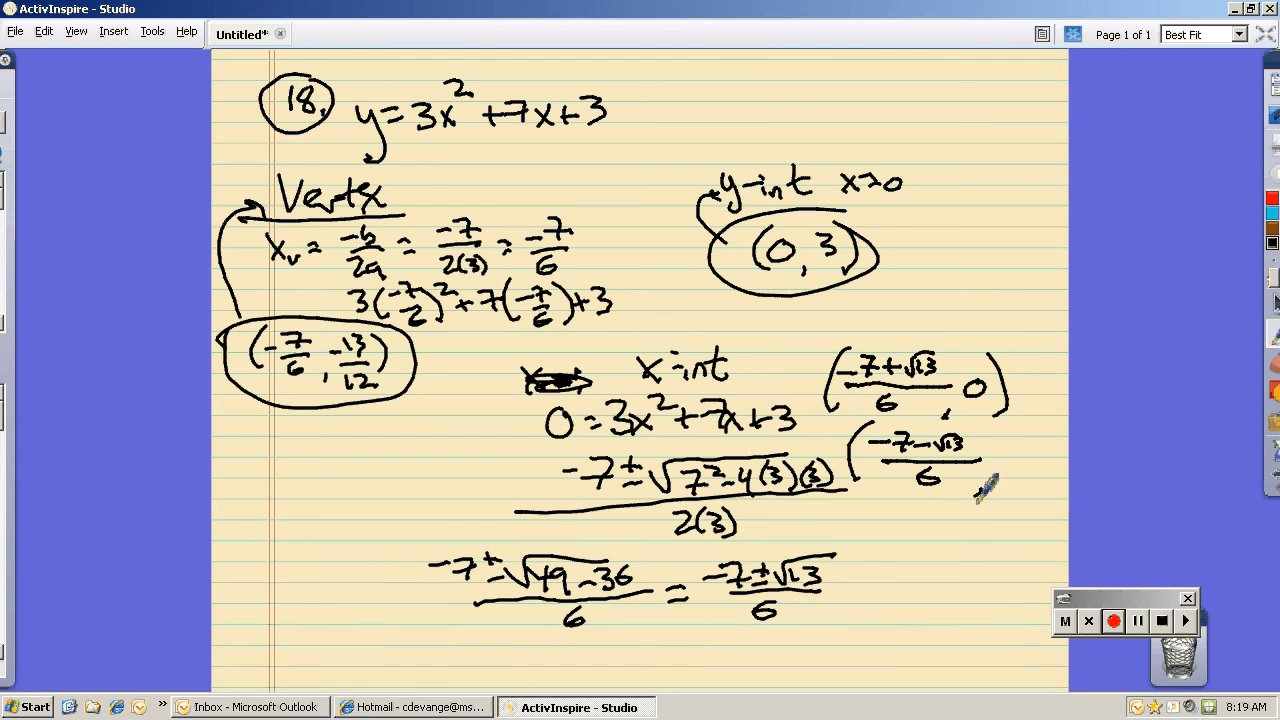 ActivInspire - Studio
File Edit View Insert Tools Help Untitled* Page 1 of 1 Best Fit
18. y = 3x² + 7x + 3
Vertex
x_v = -b/2a = -7/2(3) = -7/6
3(-7/2)² + 7(-7/6) + 3
(-7/6, -13/12)
y-int x=0
(0, 3)
x-int
0 = 3x² + 7x + 3
-7 ± √(7² - 4(3)(3)) / 2(3)
-7 ± √(49 - 36) / 6 = -7 ± √13 / 6
(-7 + √13 / 6, 0)
(-7 - √13 / 6
M
Start Inbox - Microsoft Outlook Hotmail - cdevange@ms... ActivInspire - Studio 8:19 AM